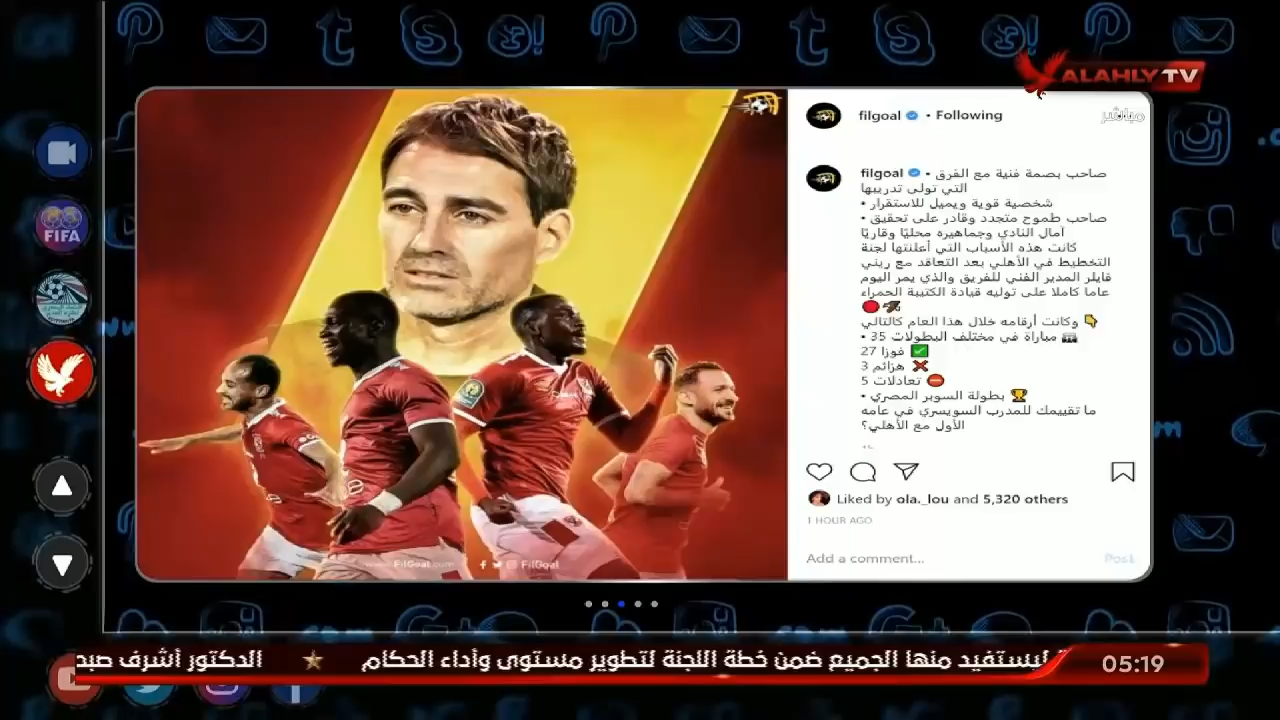 ALAHLY TV
مباشر
filgoal • Following
filgoal • صاحب بصمة فنية مع الفرق
التي تولى تدريبها
• شخصية قوية ويميل للاستقرار
• صاحب طموح متجدد وقادر على تحقيق
آمال النادي وجماهيره محليًا وقاريًا
كانت هذه الأسباب التي أعلنتها لجنة
التخطيط في الأهلي بعد التعاقد مع ريني
فايلر المدير الفني للفريق والذي يمر اليوم
عاما كاملا على توليه قيادة الكتيبة الحمراء
🔴🦅
👇 وكانت أرقامه خلال هذا العام كالتالي
• 35 مباراة في مختلف البطولات 🏟
27 فوزا ✅
3 هزائم ❌
5 تعادلات ⛔
• بطولة السوبر المصري 🏆
ما تقييمك للمدرب السويسري في عامه
الأول مع الأهلي؟
Liked by ola._lou and 5,320 others
1 HOUR AGO
Add a comment...
Post
www.FilGoal.com
FilGoal
FIFA
ليستفيد منها الجميع ضمن خطة اللجنة لتطوير مستوى وأداء الحكام ★ الدكتور أشرف صبح
05:19